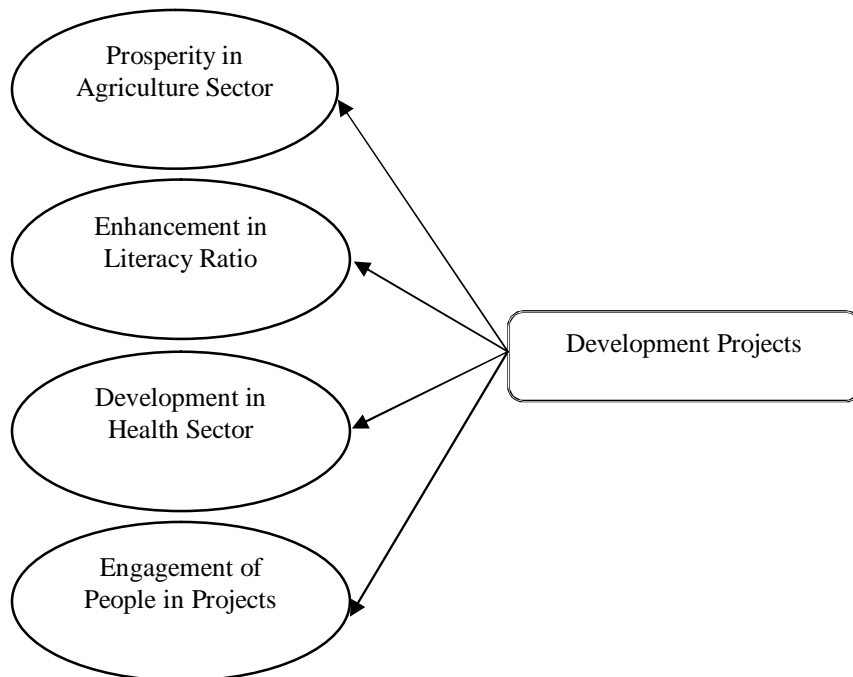 Prosperity in
Agriculture Sector
Enhancement in
Literacy Ratio
Development Projects
Development in
Health Sector
Engagement of
People in Projects